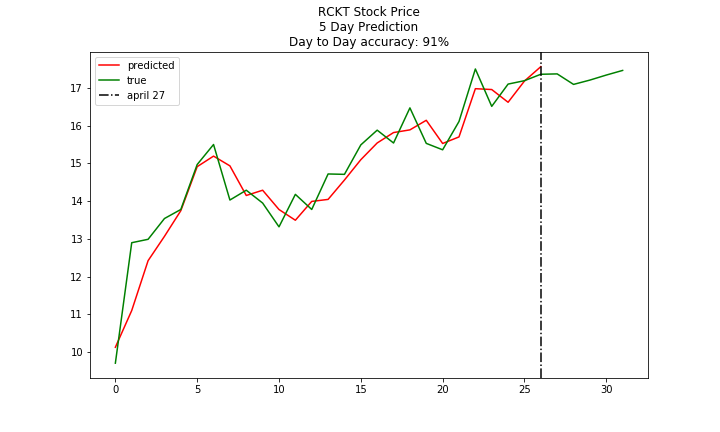 RCKT Stock Price
5 Day Prediction
Day to Day accuracy: 91%
predicted
true
april 27
17
16
15
14
13
12
11
10
0 5 10 15 20 25 30